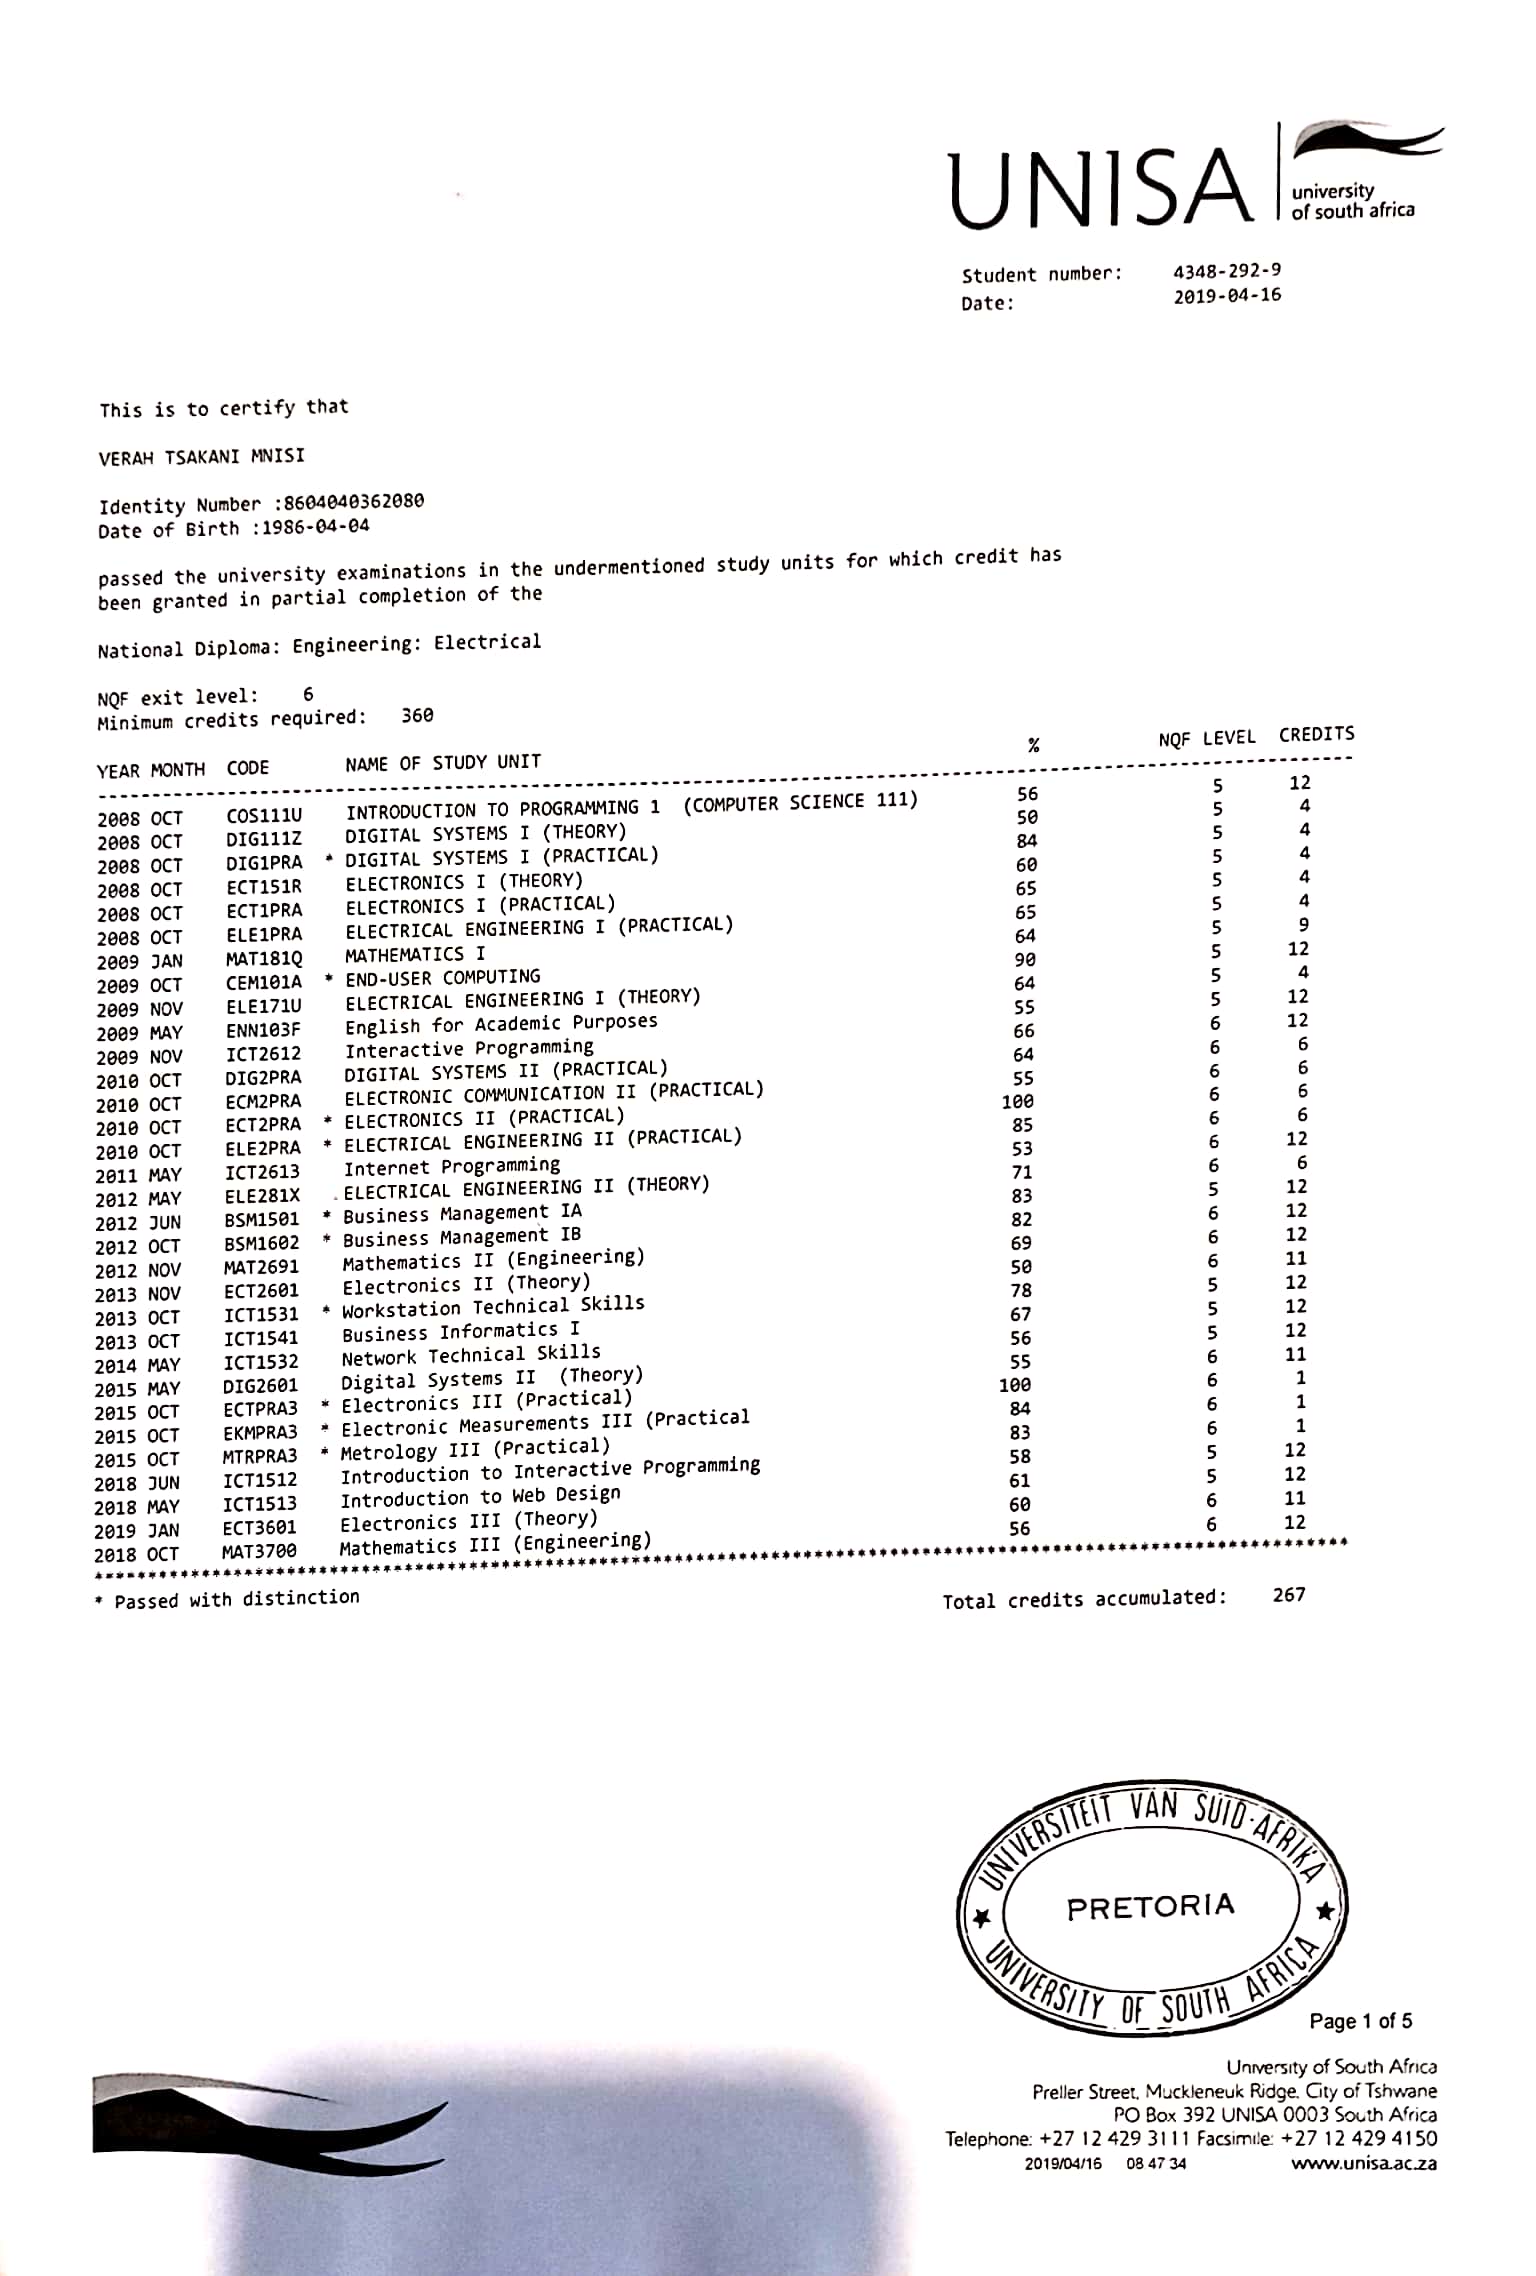 UNISA
university
of south africa
Student number: 4348-292-9
Date: 2019-04-16
This is to certify that
VERAH TSAKANI MNISI
Identity Number :8604040362080
Date of Birth :1986-04-04
passed the university examinations in the undermentioned study units for which credit has
been granted in partial completion of the
National Diploma: Engineering: Electrical
NQF exit level: 6
Minimum credits required: 360
YEAR MONTH CODE NAME OF STUDY UNIT % NQF LEVEL CREDITS
2008 OCT COS111U INTRODUCTION TO PROGRAMMING 1 (COMPUTER SCIENCE 111) 56 5 12
2008 OCT DIG111Z DIGITAL SYSTEMS I (THEORY) 50 5 4
2008 OCT DIG1PRA * DIGITAL SYSTEMS I (PRACTICAL) 84 5 4
2008 OCT ECT151R ELECTRONICS I (THEORY) 60 5 4
2008 OCT ECT1PRA ELECTRONICS I (PRACTICAL) 65 5 4
2008 OCT ELE1PRA ELECTRICAL ENGINEERING I (PRACTICAL) 65 5 4
2009 JAN MAT181Q MATHEMATICS I 64 5 9
2009 OCT CEM101A * END-USER COMPUTING 90 5 12
2009 NOV ELE171U ELECTRICAL ENGINEERING I (THEORY) 64 5 4
2009 MAY ENN103F English for Academic Purposes 55 5 12
2009 NOV ICT2612 Interactive Programming 66 6 12
2010 OCT DIG2PRA DIGITAL SYSTEMS II (PRACTICAL) 64 6 6
2010 OCT ECM2PRA ELECTRONIC COMMUNICATION II (PRACTICAL) 55 6 6
2010 OCT ECT2PRA * ELECTRONICS II (PRACTICAL) 100 6 6
2010 OCT ELE2PRA * ELECTRICAL ENGINEERING II (PRACTICAL) 85 6 6
2011 MAY ICT2613 Internet Programming 53 6 12
2012 MAY ELE281X ELECTRICAL ENGINEERING II (THEORY) 71 6 6
2012 JUN BSM1501 * Business Management IA 83 5 12
2012 OCT BSM1602 * Business Management IB 82 6 12
2012 NOV MAT2691 Mathematics II (Engineering) 69 6 12
2013 NOV ECT2601 Electronics II (Theory) 50 6 11
2013 OCT ICT1531 * Workstation Technical Skills 78 5 12
2013 OCT ICT1541 Business Informatics I 67 5 12
2014 MAY ICT1532 Network Technical Skills 56 5 12
2015 MAY DIG2601 Digital Systems II (Theory) 55 6 11
2015 OCT ECTPRA3 * Electronics III (Practical) 100 6 1
2015 OCT EKMPRA3 * Electronic Measurements III (Practical 84 6 1
2015 OCT MTRPRA3 * Metrology III (Practical) 83 6 1
2018 JUN ICT1512 Introduction to Interactive Programming 58 5 12
2018 MAY ICT1513 Introduction to Web Design 61 5 12
2019 JAN ECT3601 Electronics III (Theory) 60 6 11
2018 OCT MAT3700 Mathematics III (Engineering) 56 6 12
* Passed with distinction Total credits accumulated: 267
UNIVERSITEIT VAN SUID-AFRIKA
PRETORIA
UNIVERSITY OF SOUTH AFRICA
Page 1 of 5
University of South Africa
Preller Street, Muckleneuk Ridge, City of Tshwane
PO Box 392 UNISA 0003 South Africa
Telephone: +27 12 429 3111 Facsimile: +27 12 429 4150
2019/04/16 08 47 34 www.unisa.ac.za